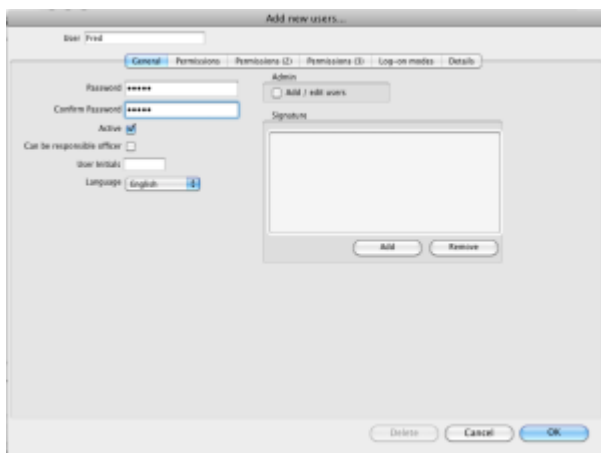 Add new users...
User Fred
General Permissions Permissions (2) Permissions (3) Log-on modes Details
Password •••••
Confirm Password •••••
Active
Can be responsible officer
User Initials
Language English
Admin
Add / edit users
Signature
Add Remove
Delete Cancel OK